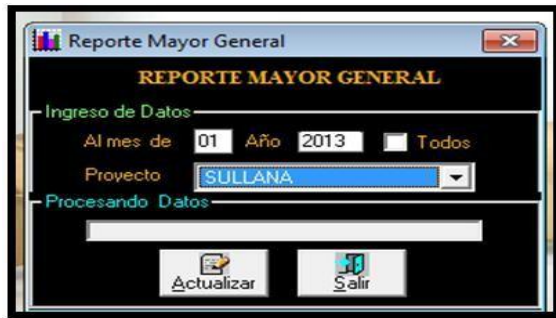 Reporte Mayor General
REPORTE MAYOR GENERAL
Ingreso de Datos
Al mes de 01 Año 2013 Todos
Proyecto SULLANA
Procesando Datos
Actualizar Salir